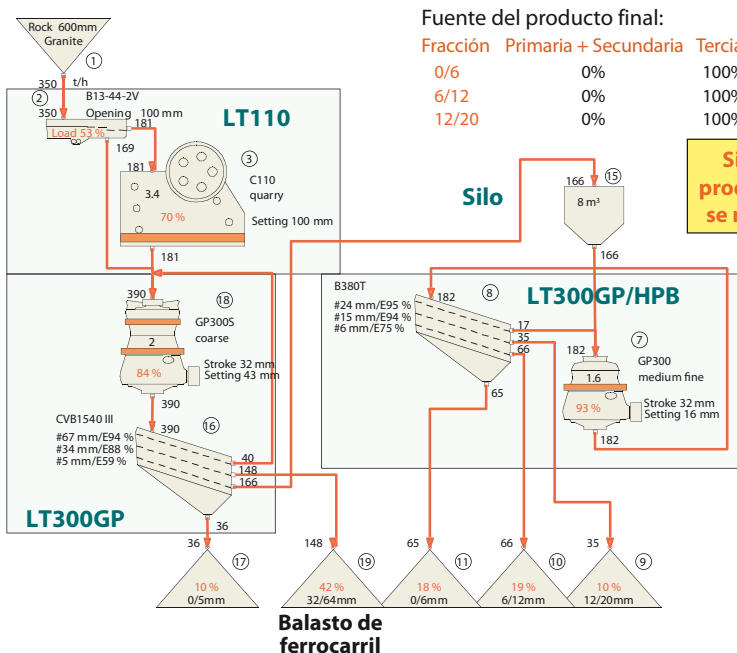 Rock 600mm
Granite
1
350 t/h
2
B13-44-2V
350
Opening 100 mm
Load 53 %
181
169
LT110
181
3
C110
quarry
3.4
70 %
Setting 100 mm
181
390
18
GP300S
coarse
2
84 %
Stroke 32 mm
Setting 43 mm
390
390
16
CVB1540 III
#67 mm/E94 %
#34 mm/E88 %
#5 mm/E59 %
40
148
166
LT300GP
36
36
17
10 %
0/5mm
148
19
42 %
32/64mm
Balasto de
ferrocarril
Fuente del producto final:
Fracción Primaria + Secundaria
0/6 0% 100%
6/12 0% 100%
12/20 0% 100%
Silo
166
15
8 m³
166
B380T
#24 mm/E95 %
#15 mm/E94 %
#6 mm/E75 %
182
8
LT300GP/HPB
17
35
66
65
182
7
GP300
medium fine
1.6
93 %
Stroke 32 mm
Setting 16 mm
182
65
11
18 %
0/6mm
66
10
19 %
6/12mm
35
9
10 %
12/20mm